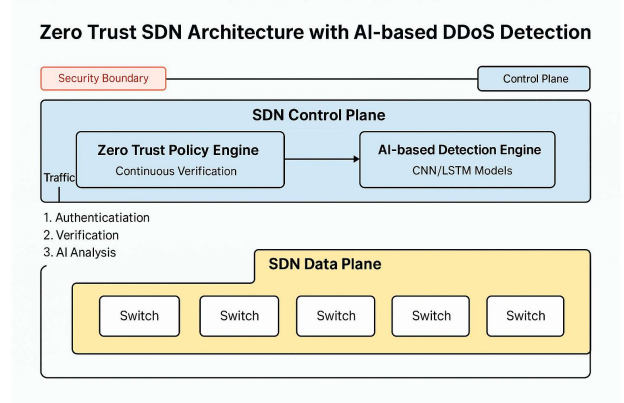 Zero Trust SDN Architecture with AI-based DDoS Detection
Security Boundary
Control Plane
SDN Control Plane
Zero Trust Policy Engine
Continuous Verification
AI-based Detection Engine
CNN/LSTM Models
Traffic
1. Authenticatiation
2. Verification
3. AI Analysis
SDN Data Plane
Switch
Switch
Switch
Switch
Switch